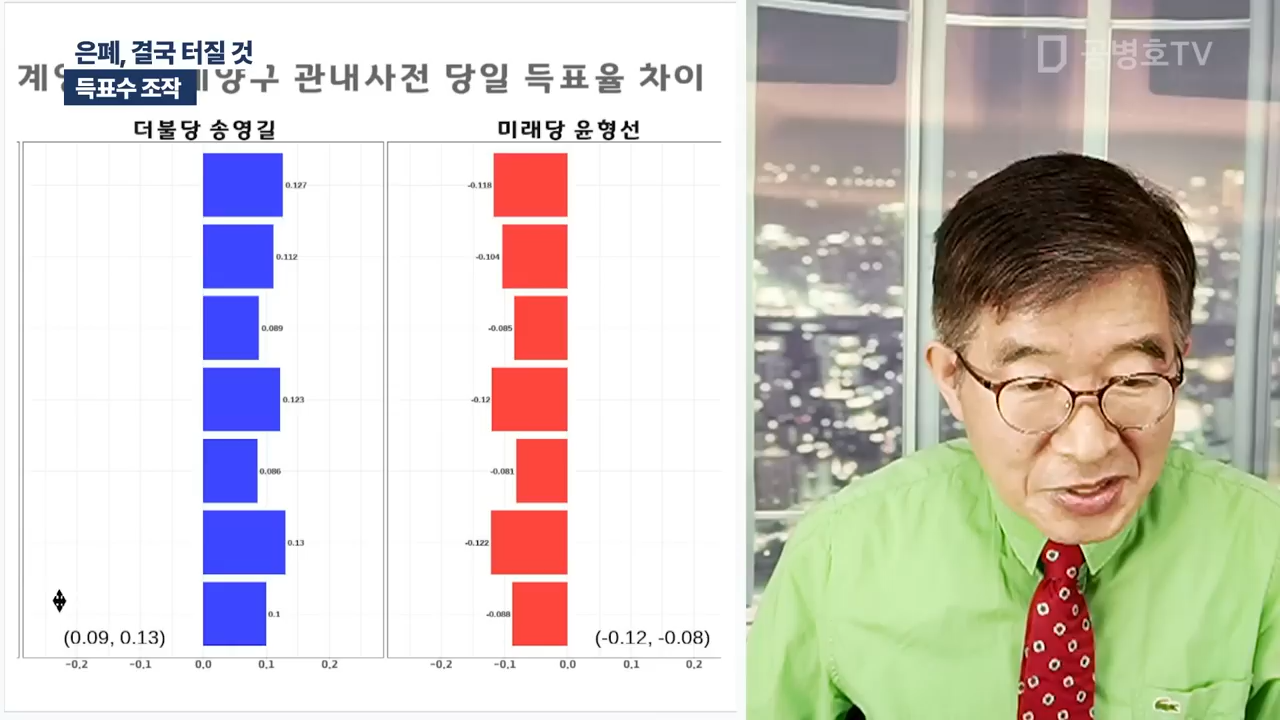 은폐, 결국 터질 것
득표수 조작
계양구 관내사전 당일 득표율 차이
공병호TV
더불당 송영길
미래당 윤형선
0.127
0.112
0.089
0.123
0.086
0.13
0.1
(0.09, 0.13)
-0,2 -0,1 0,0 0,1 0,2
-0.118
-0.104
-0.085
-0.12
-0.081
-0.122
-0.088
(-0.12, -0.08)
-0,2 -0,1 0,0 0,1 0,2